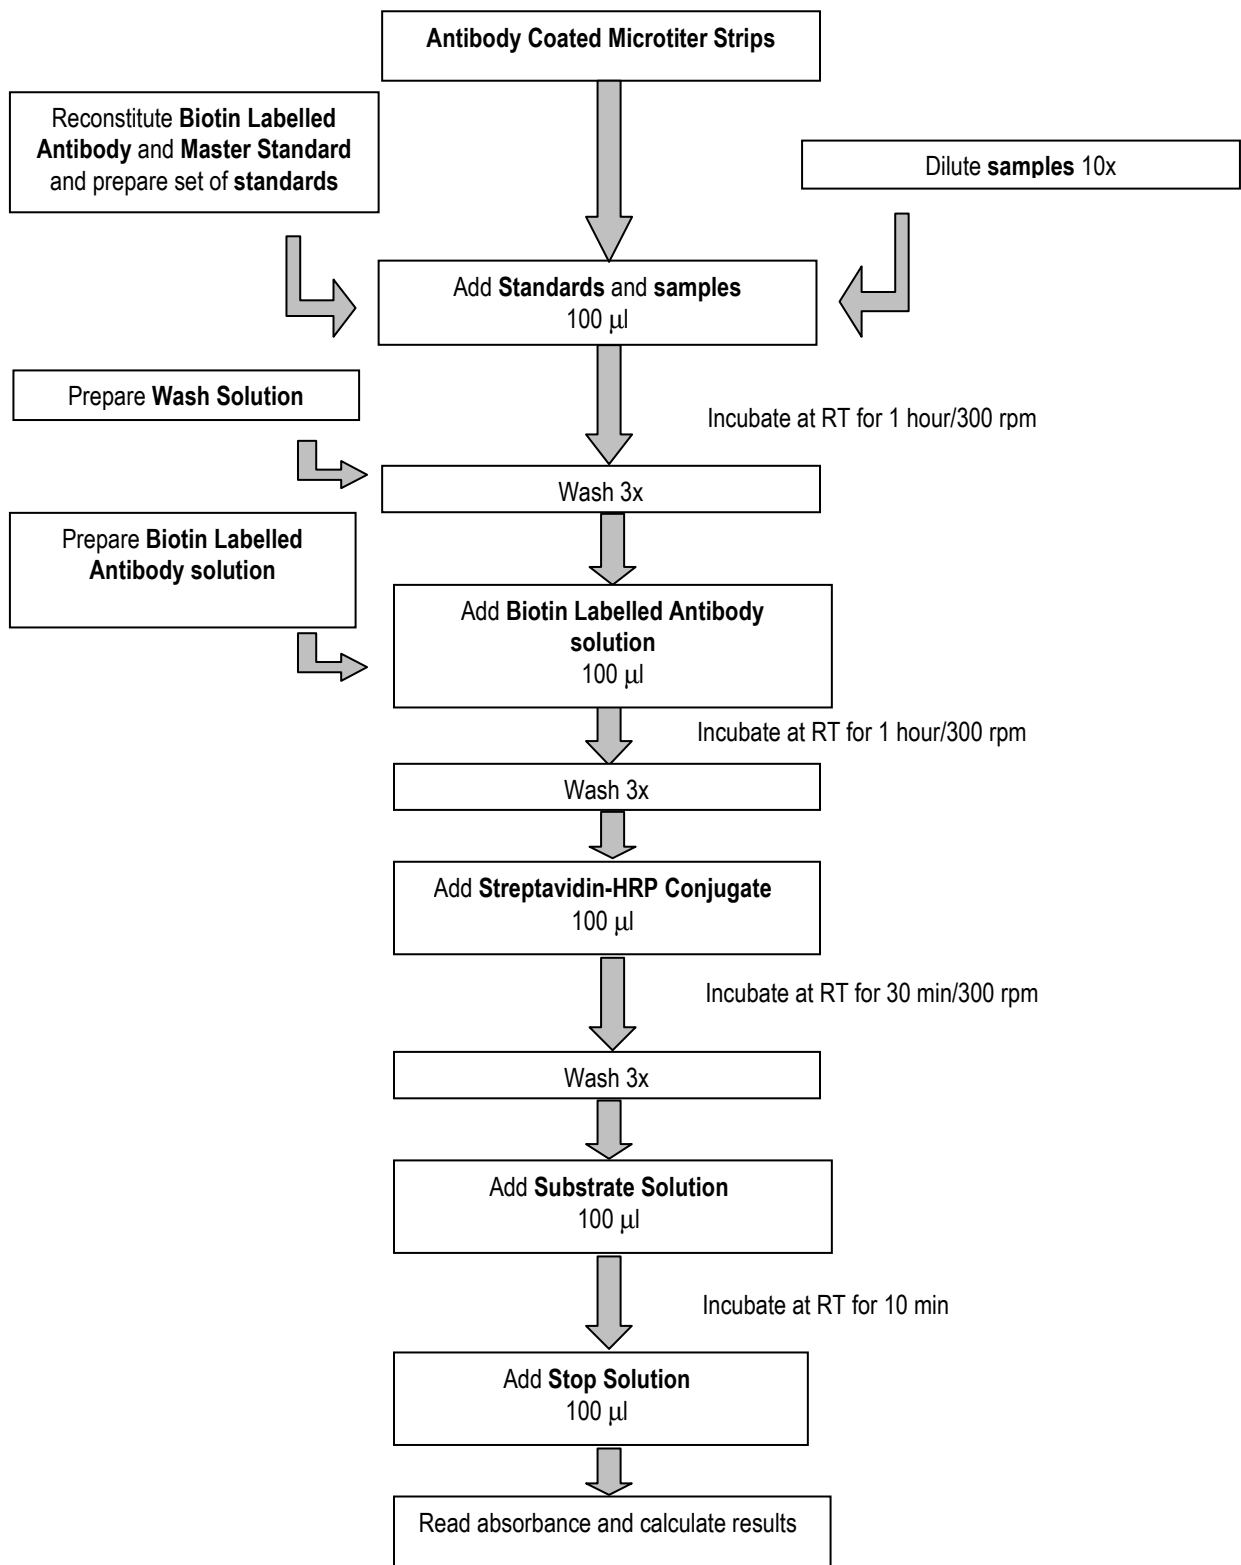 Antibody Coated Microtiter Strips
Reconstitute Biotin Labelled
Antibody and Master Standard
and prepare set of standards
Dilute samples 10x
Add Standards and samples
100 μl
Prepare Wash Solution
Incubate at RT for 1 hour/300 rpm
Wash 3x
Prepare Biotin Labelled
Antibody solution
Add Biotin Labelled Antibody
solution
100 μl
Incubate at RT for 1 hour/300 rpm
Wash 3x
Add Streptavidin-HRP Conjugate
100 μl
Incubate at RT for 30 min/300 rpm
Wash 3x
Add Substrate Solution
100 μl
Incubate at RT for 10 min
Add Stop Solution
100 μl
Read absorbance and calculate results